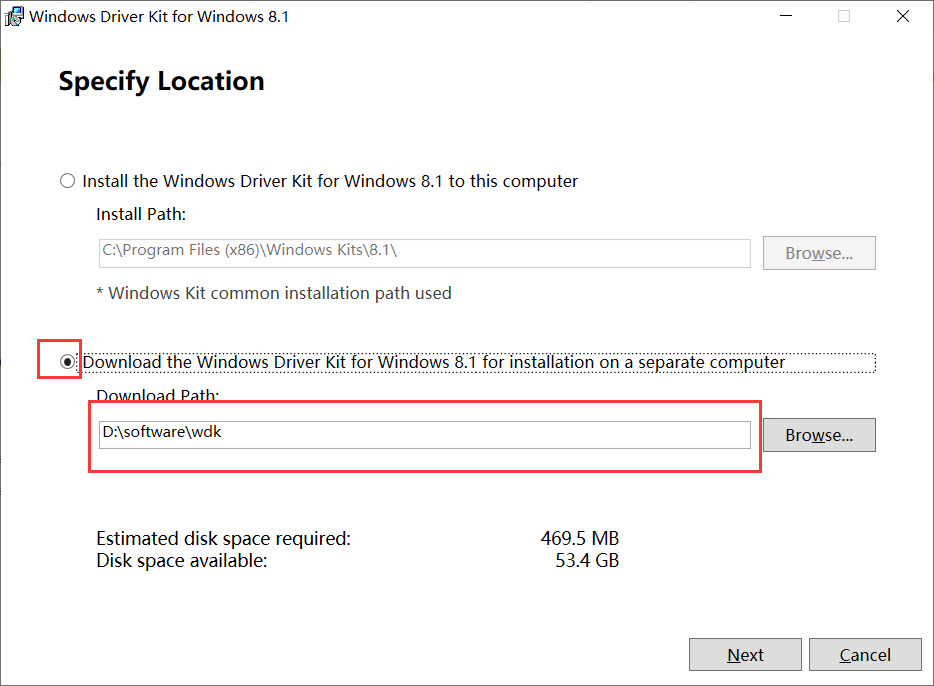 Windows Driver Kit for Windows 8.1
Specify Location
Install the Windows Driver Kit for Windows 8.1 to this computer
Install Path:
C:\Program Files (x86)\Windows Kits\8.1\
Browse...
* Windows Kit common installation path used
Download the Windows Driver Kit for Windows 8.1 for installation on a separate computer
Download Path:
D:\software\wdk
Browse...
Estimated disk space required: 469.5 MB
Disk space available: 53.4 GB
Next Cancel